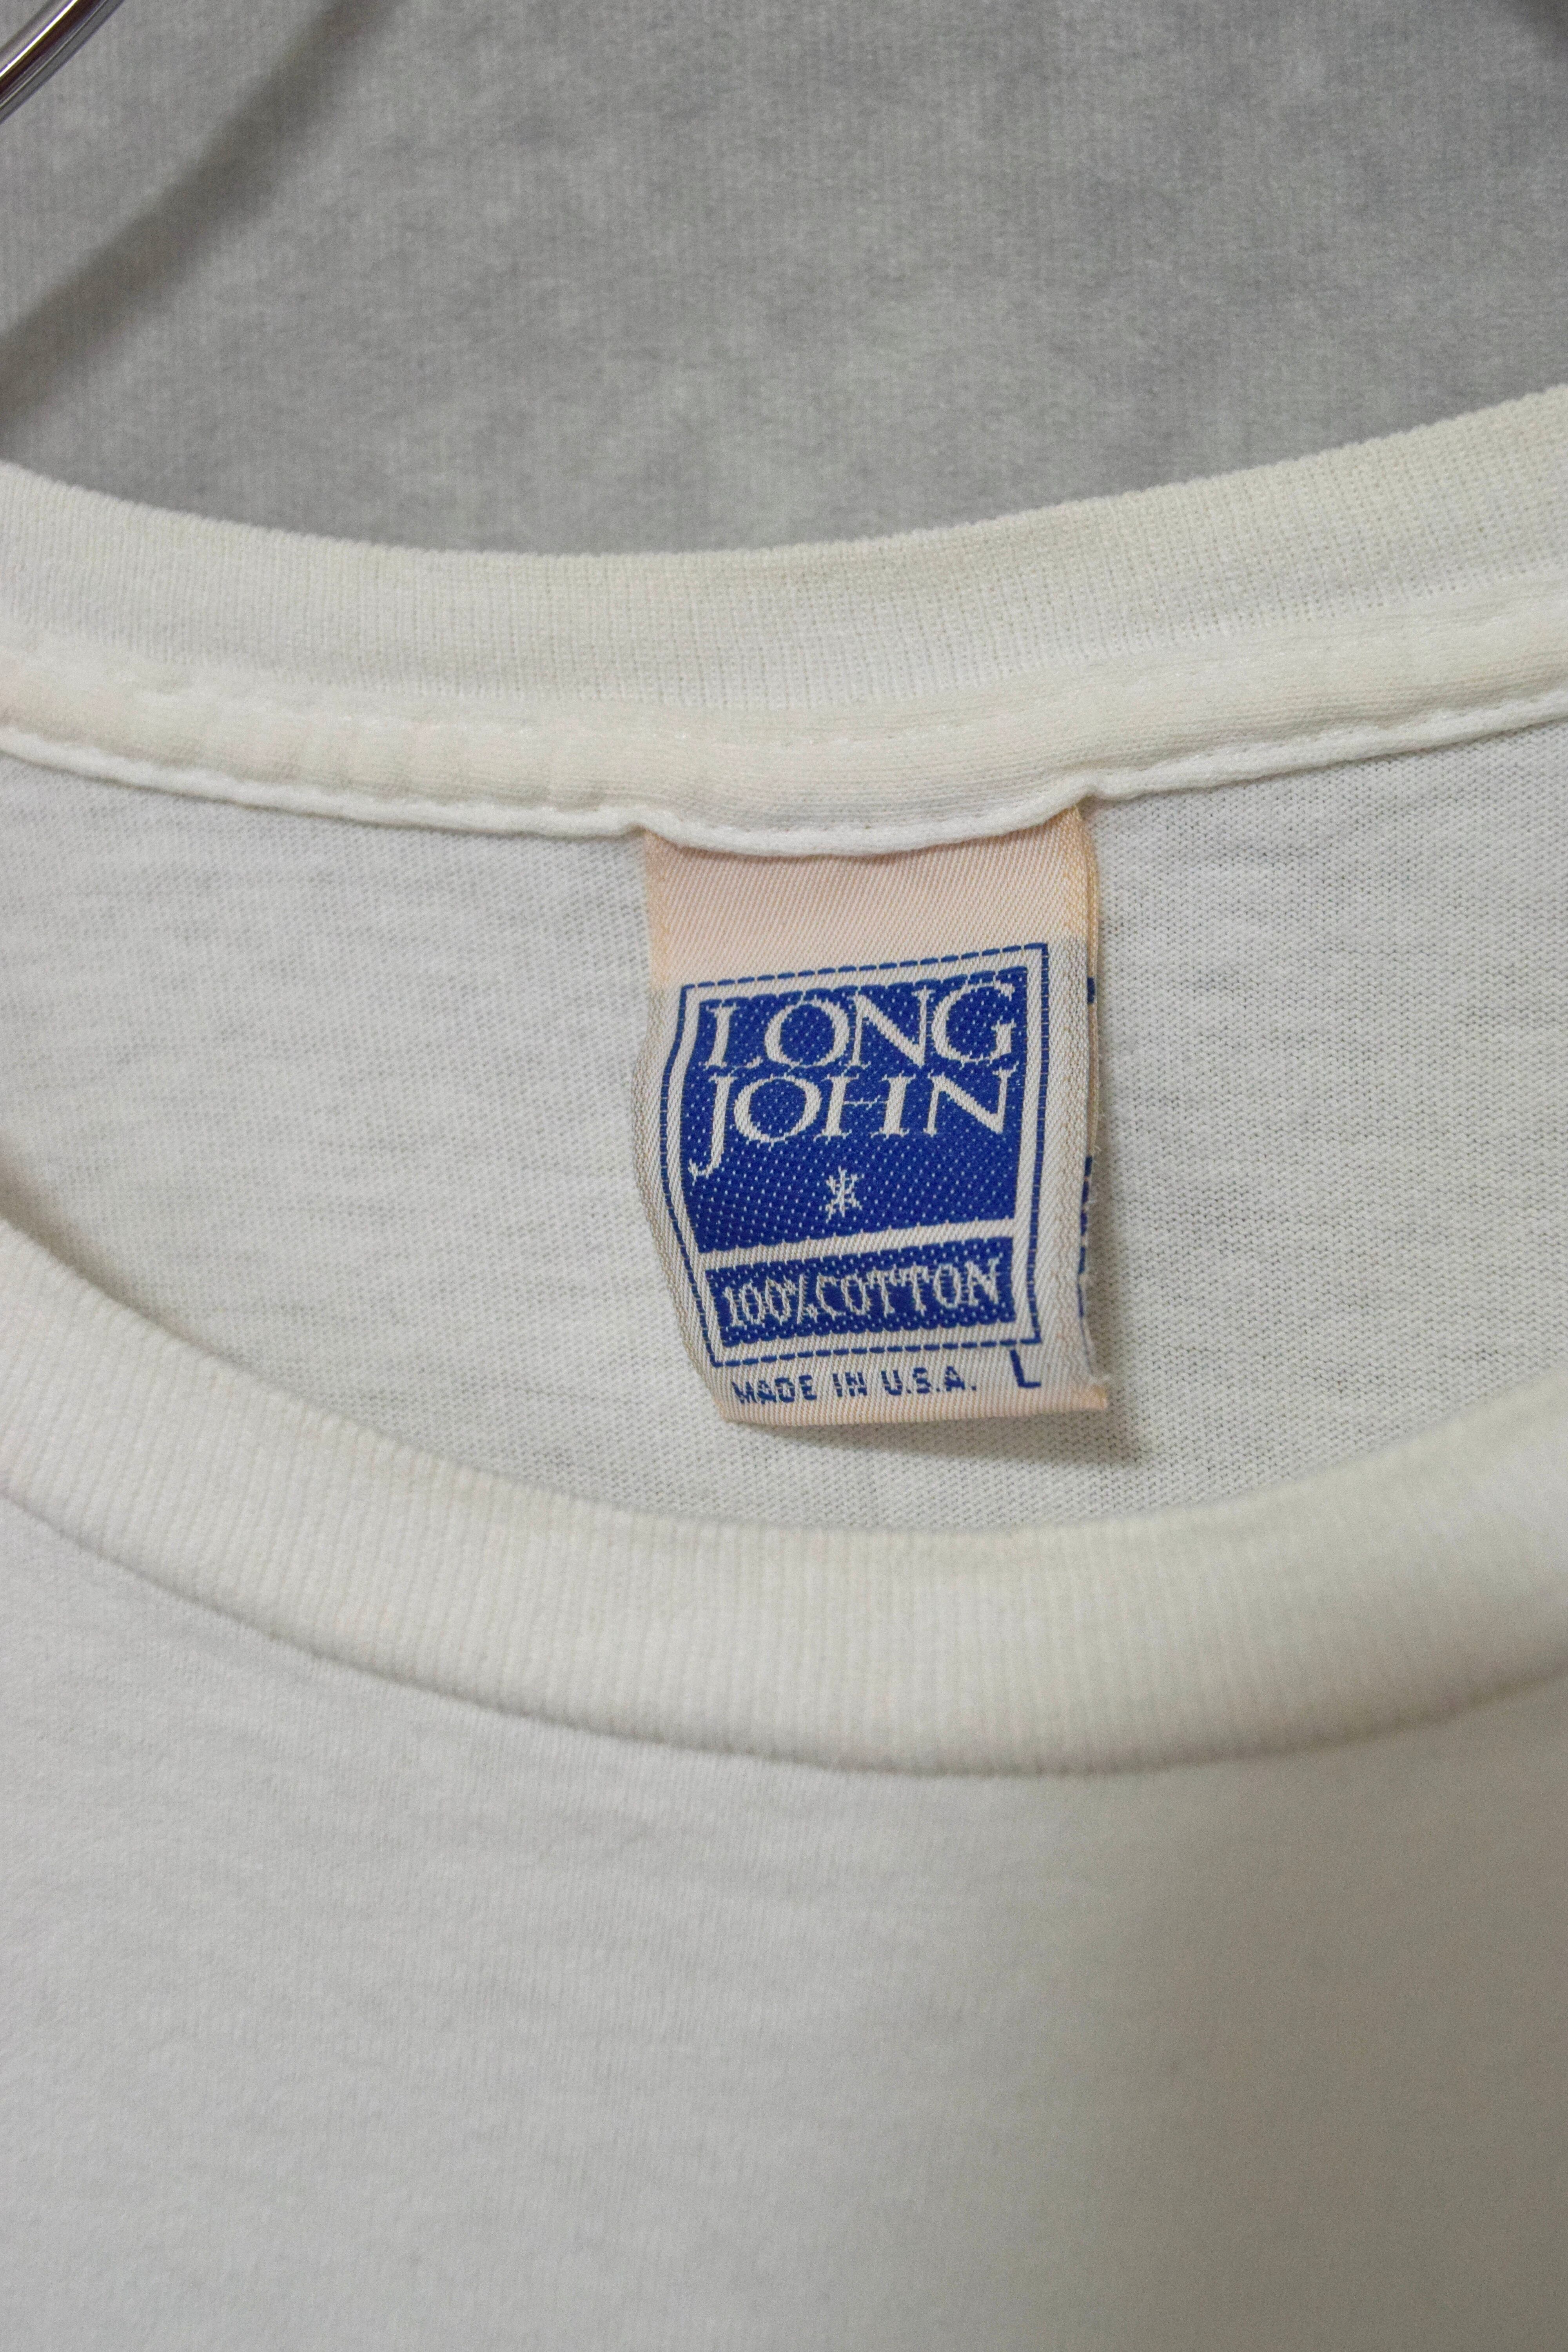 LONG
JOHN
100% COTTON
MADE IN U.S.A. L